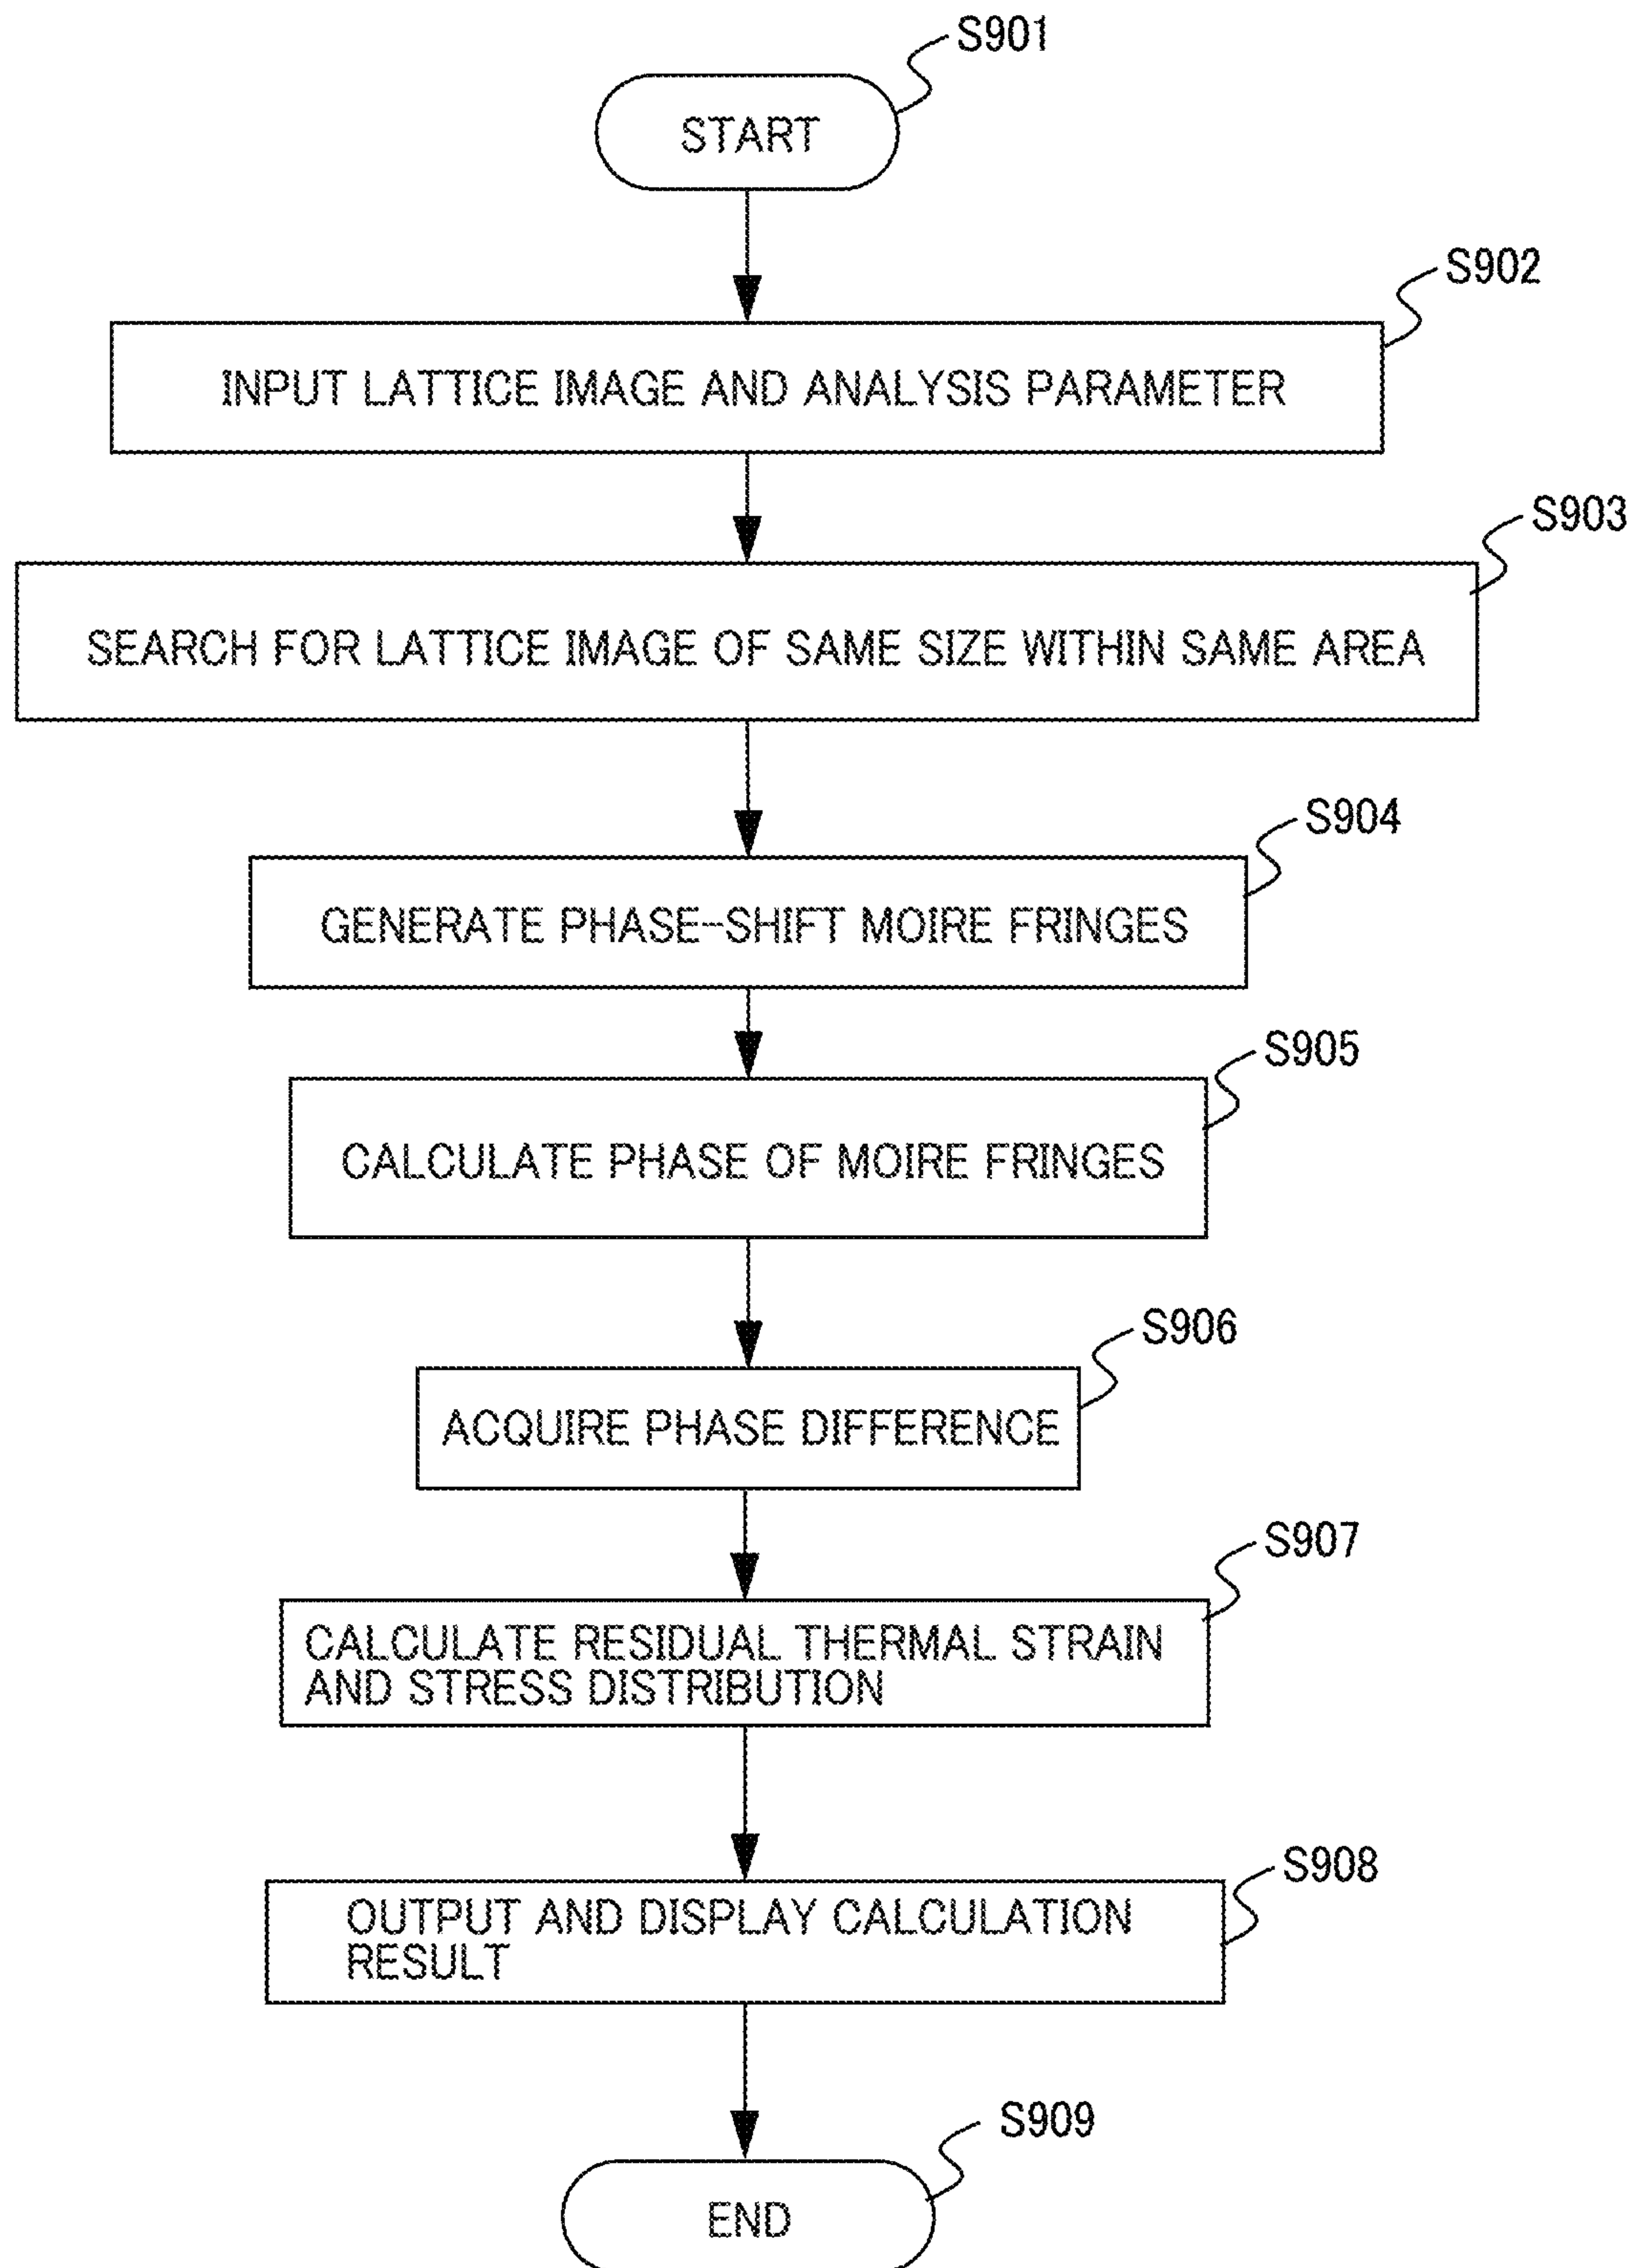 S901
START
S902
INPUT LATTICE IMAGE AND ANALYSIS PARAMETER
S903
SEARCH FOR LATTICE IMAGE OF SAME SIZE WITHIN SAME AREA
S904
GENERATE PHASE-SHIFT MOIRE FRINGES
S905
CALCULATE PHASE OF MOIRE FRINGES
S906
ACQUIRE PHASE DIFFERENCE
S907
CALCULATE RESIDUAL THERMAL STRAIN
AND STRESS DISTRIBUTION
S908
OUTPUT AND DISPLAY CALCULATION
RESULT
S909
END